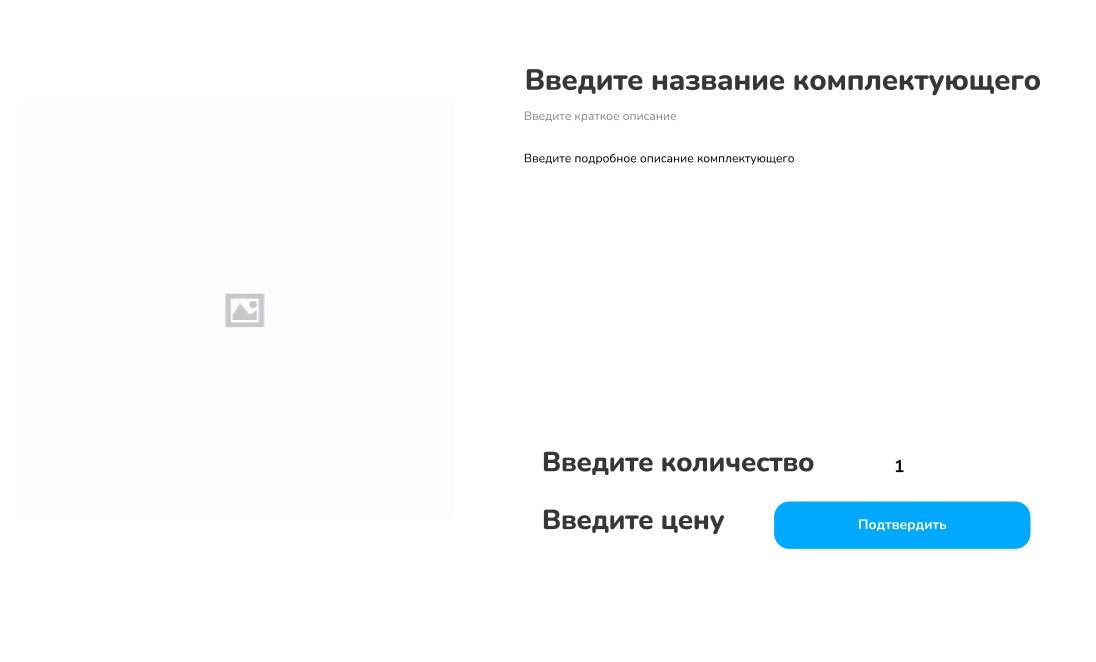 Введите название комплектующего
Введите краткое описание
Введите подробное описание комплектующего
Введите количество
1
Введите цену
Подтвердить